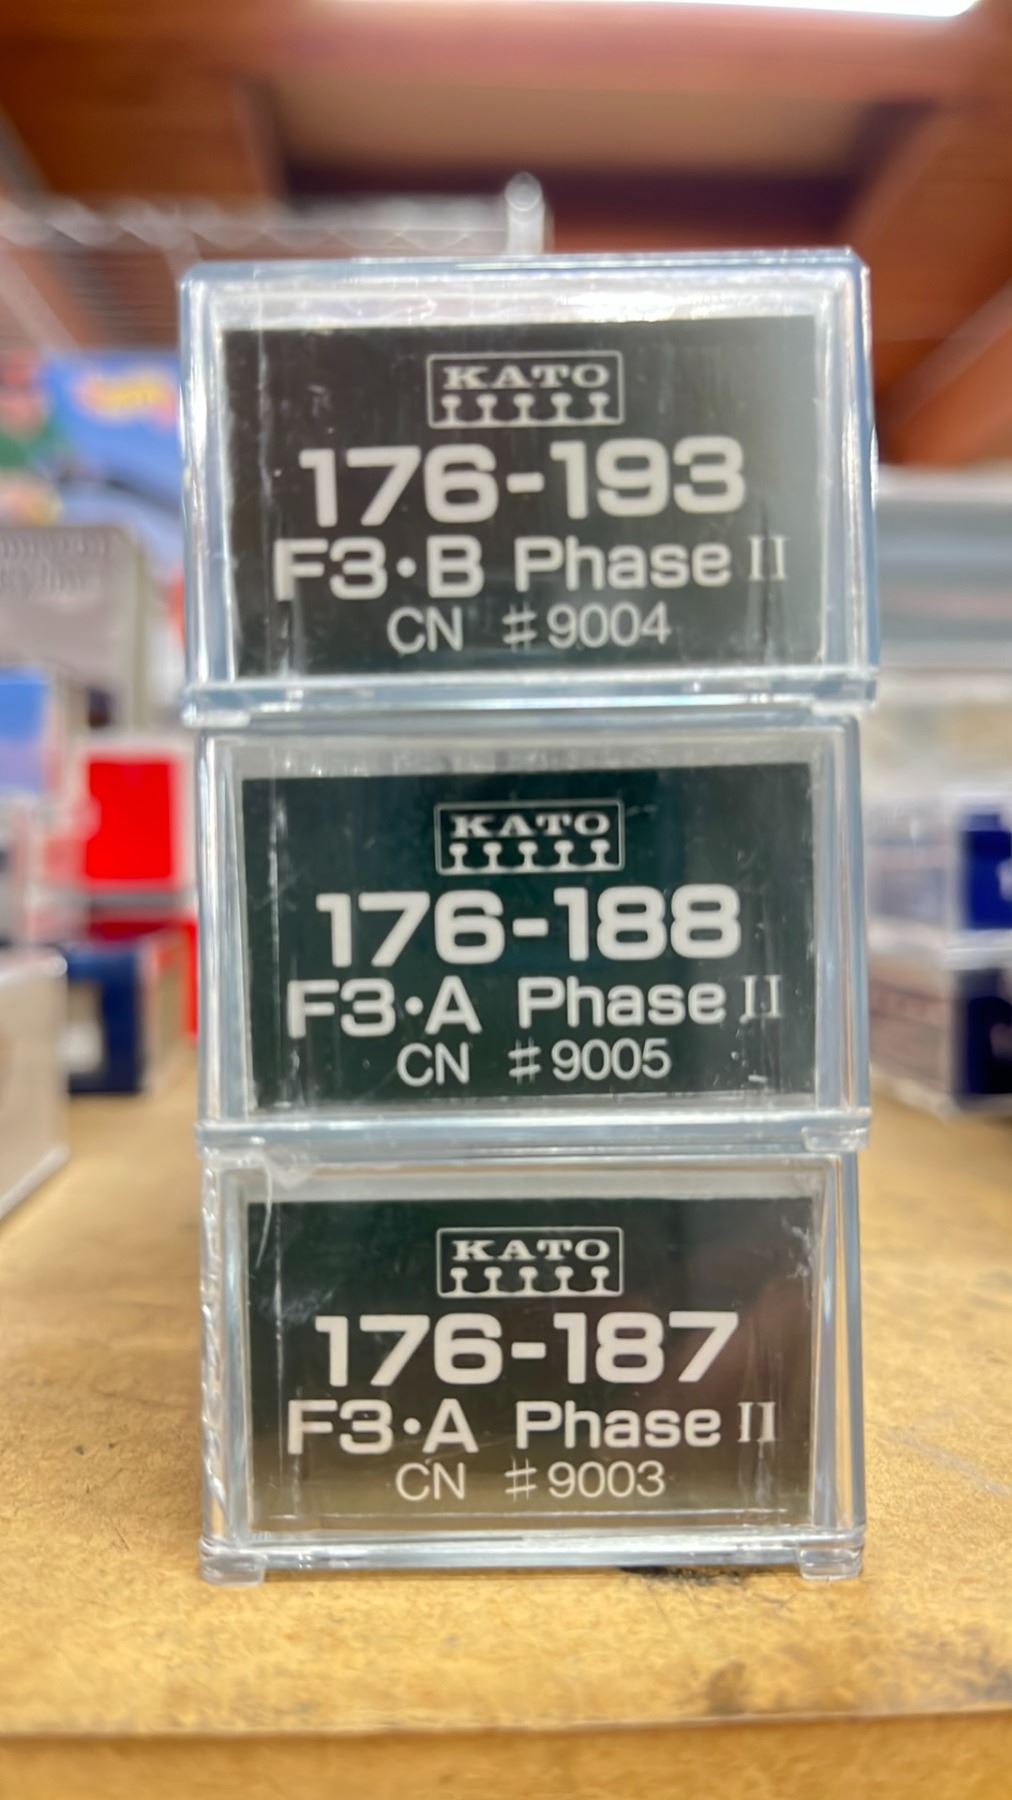 KATO
176-193
F3・B Phase II
CN #9004
KATO
176-188
F3・A Phase II
CN #9005
KATO
176-187
F3・A Phase II
CN #9003